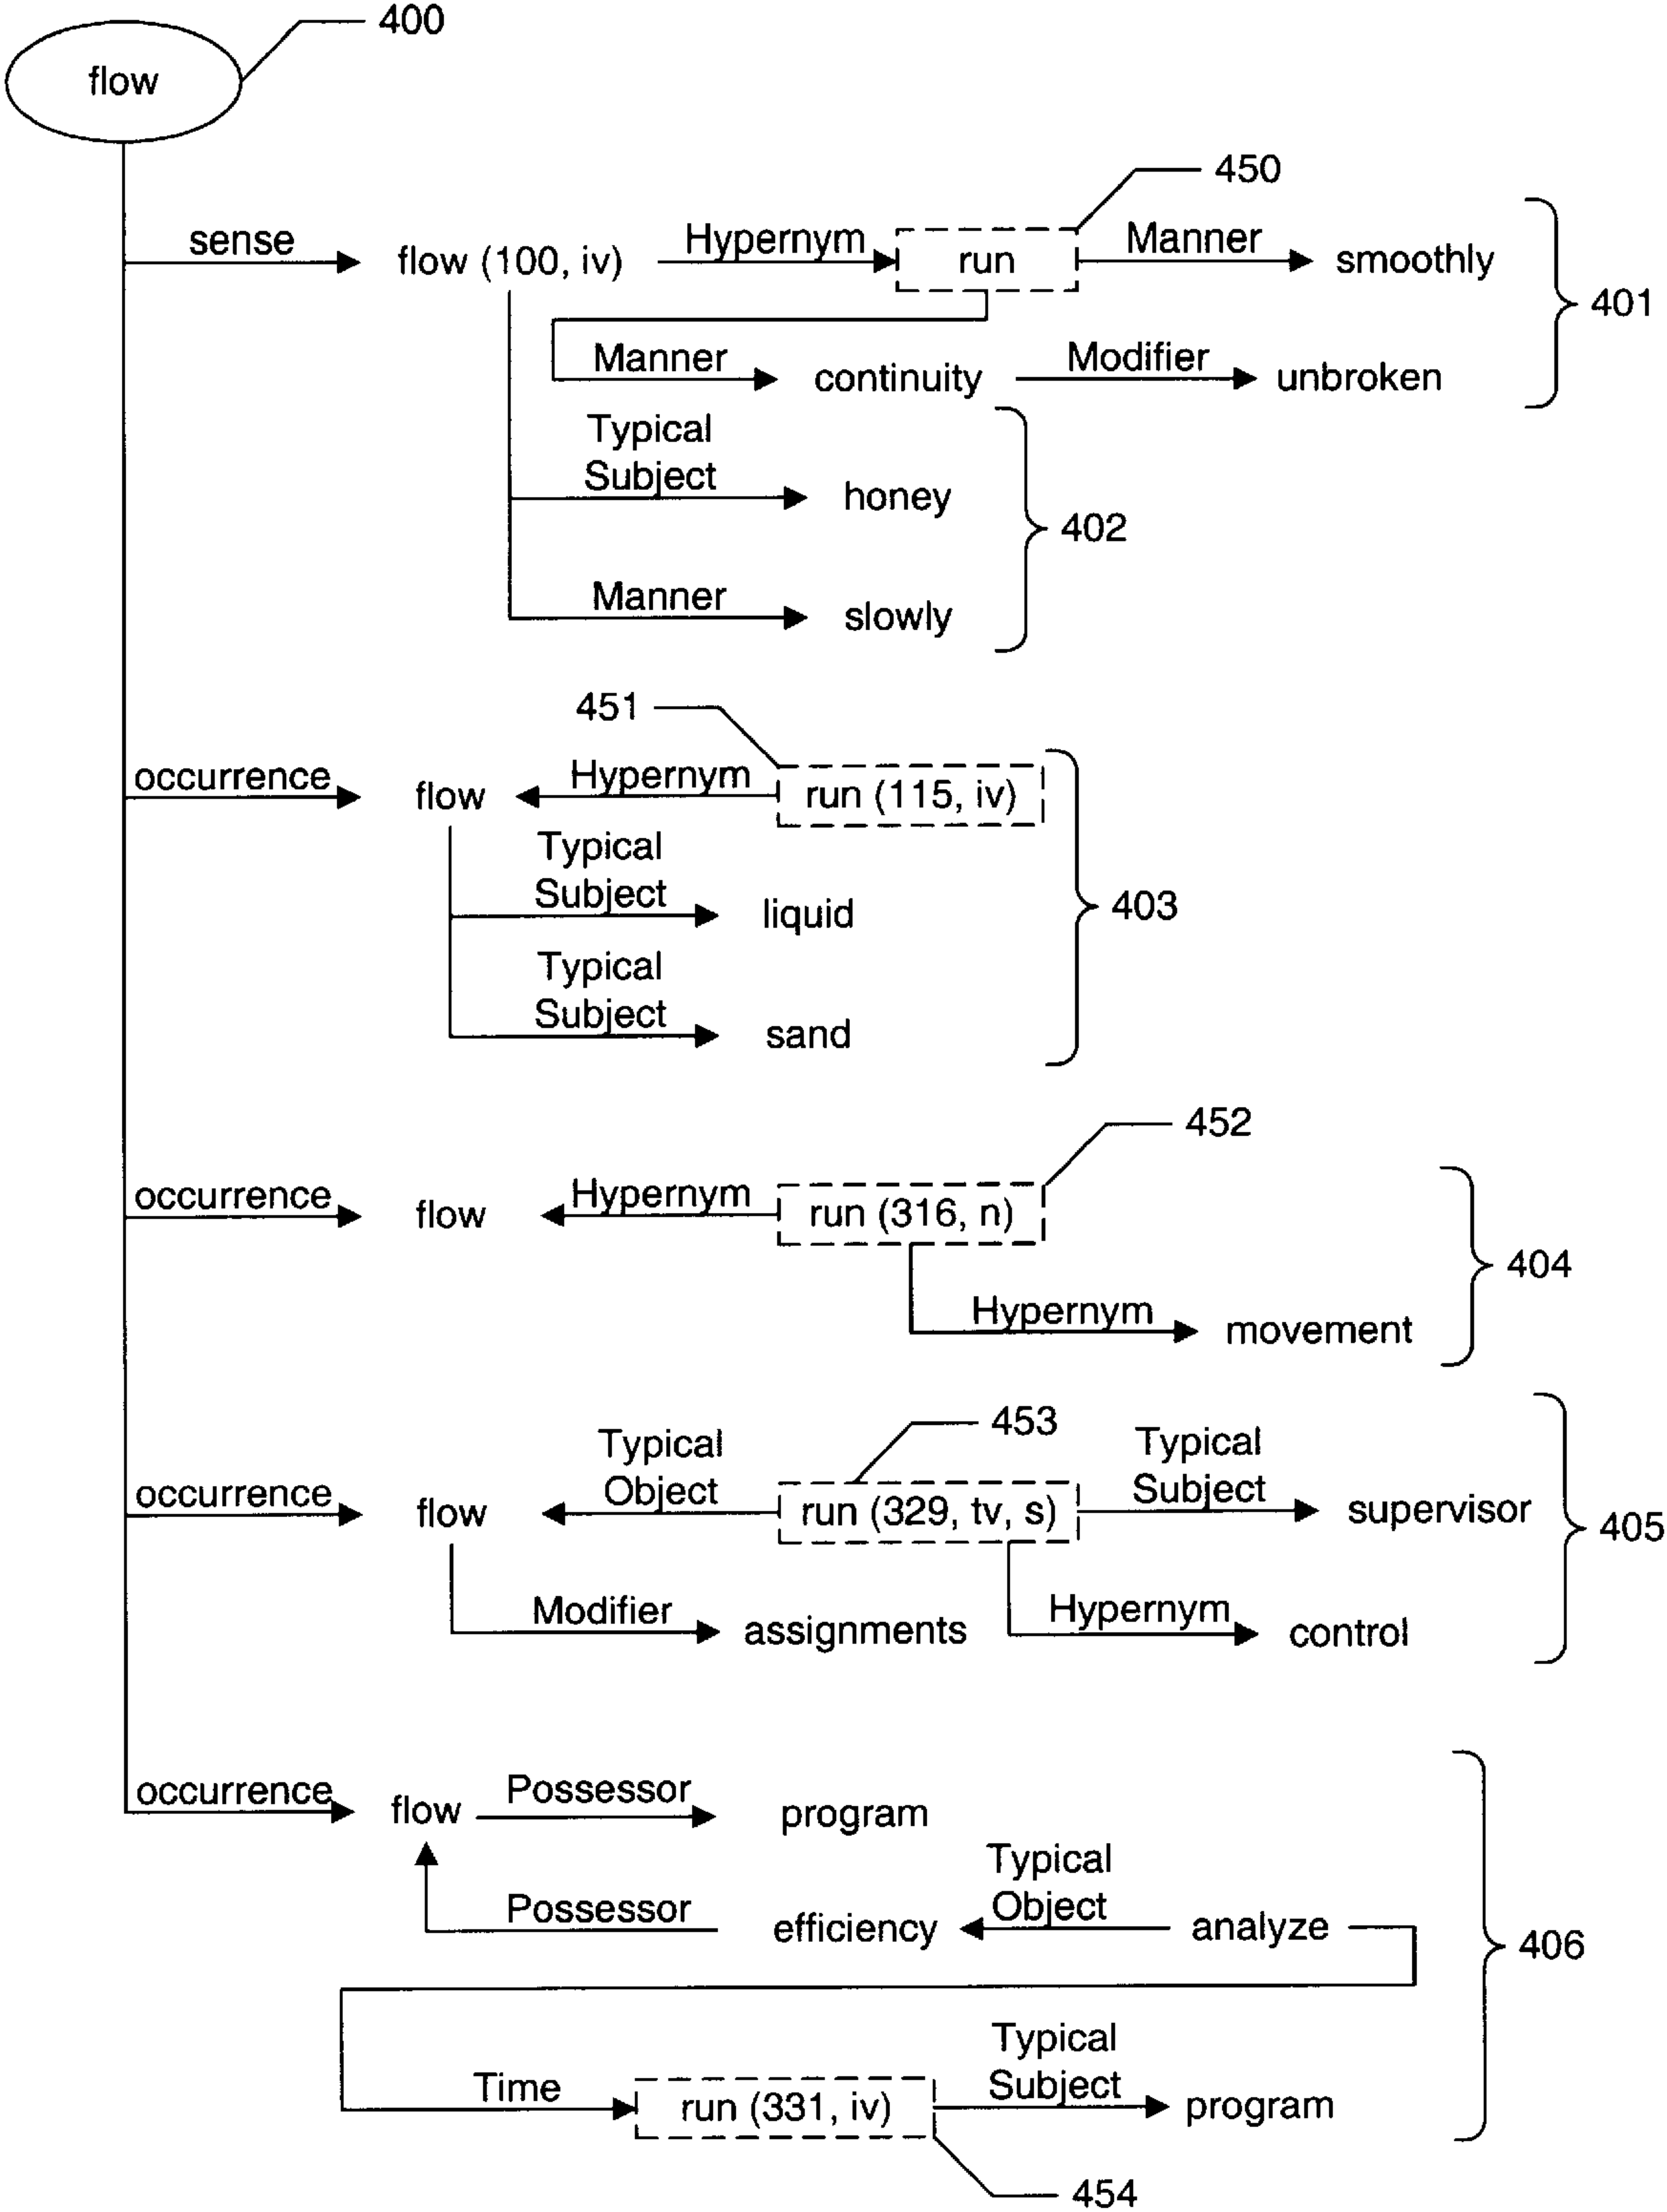 400
flow
450
sense
flow (100, iv)
Hypernym
run
Manner
smoothly
401
Manner
continuity
Modifier
unbroken
Typical
Subject
honey
402
Manner
slowly
451
occurrence
flow
Hypernym
run (115, iv)
Typical
Subject
liquid
403
Typical
Subject
sand
452
occurrence
flow
Hypernym
run (316, n)
404
Hypernym
movement
453
Typical
Object
Typical
Subject
occurrence
flow
run (329, tv, s)
supervisor
405
Modifier
assignments
Hypernym
control
occurrence
flow
Possessor
program
Possessor
efficiency
Typical
Object
analyze
406
Time
run (331, iv)
Typical
Subject
program
454